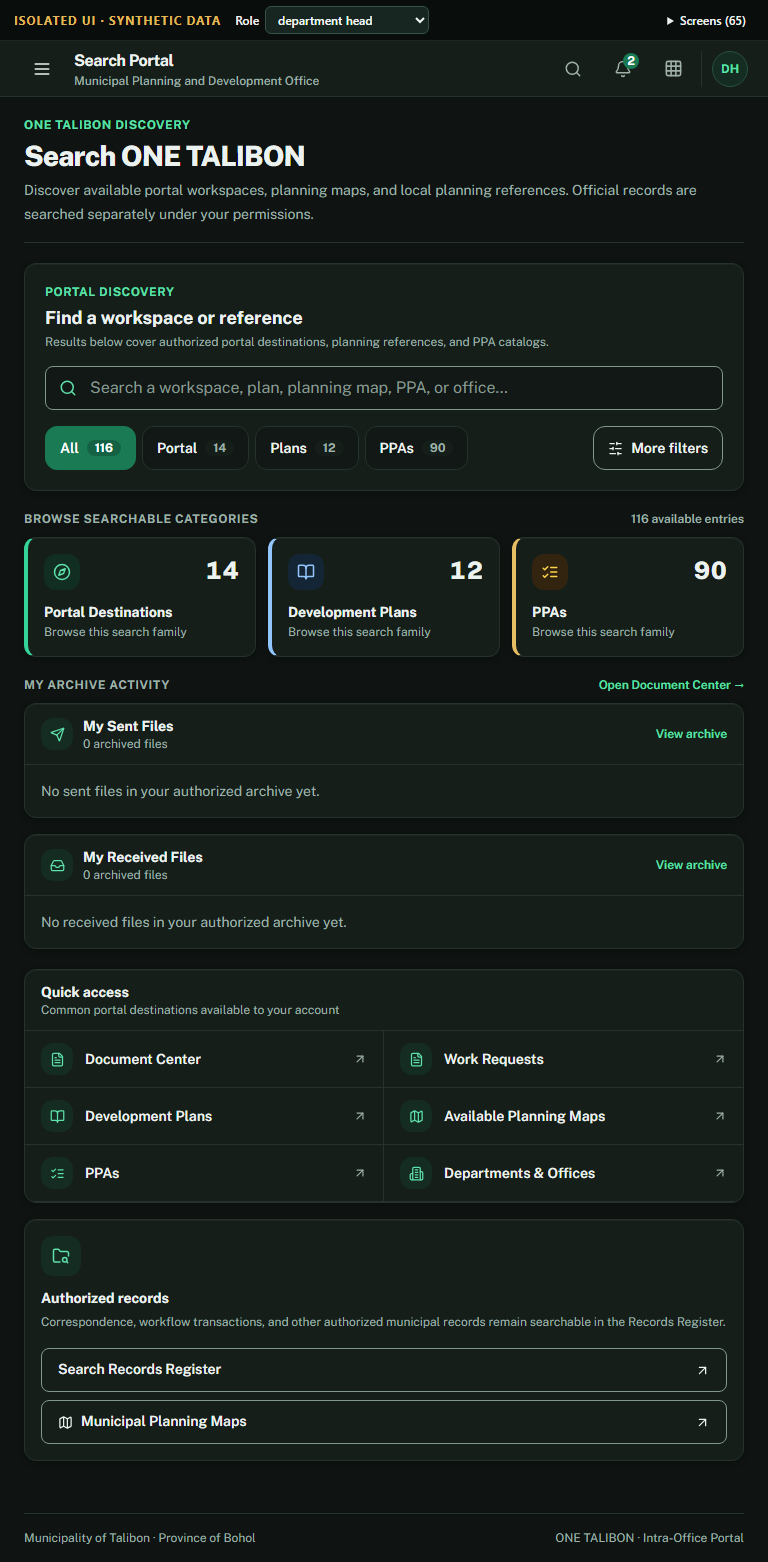 ISOLATED UI · SYNTHETIC DATA Role department head ▶ Screens (65)
Search Portal
Municipal Planning and Development Office
2
DH
ONE TALIBON DISCOVERY
Search ONE TALIBON
Discover available portal workspaces, planning maps, and local planning references. Official records are
searched separately under your permissions.
PORTAL DISCOVERY
Find a workspace or reference
Results below cover authorized portal destinations, planning references, and PPA catalogs.
Search a workspace, plan, planning map, PPA, or office...
All 116 Portal 14 Plans 12 PPAs 90 More filters
BROWSE SEARCHABLE CATEGORIES 116 available entries
14
Portal Destinations
Browse this search family
12
Development Plans
Browse this search family
90
PPAs
Browse this search family
MY ARCHIVE ACTIVITY Open Document Center →
My Sent Files
0 archived files
View archive
No sent files in your authorized archive yet.
My Received Files
0 archived files
View archive
No received files in your authorized archive yet.
Quick access
Common portal destinations available to your account
Document Center Work Requests
Development Plans Available Planning Maps
PPAs Departments & Offices
Authorized records
Correspondence, workflow transactions, and other authorized municipal records remain searchable in the Records Register.
Search Records Register
Municipal Planning Maps
Municipality of Talibon · Province of Bohol ONE TALIBON · Intra-Office Portal